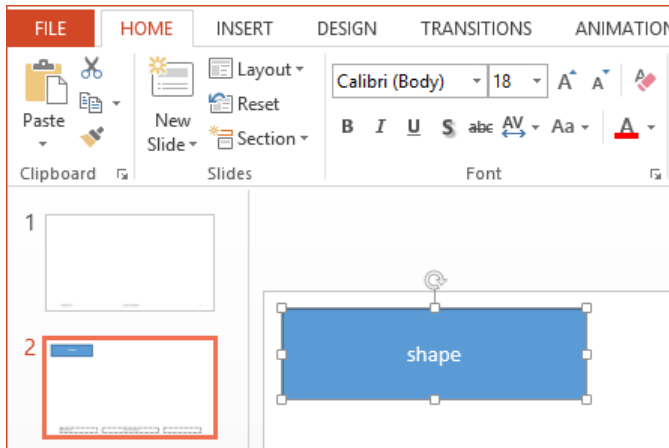 FILE HOME INSERT DESIGN TRANSITIONS ANIMATION
Paste
New
Slide
Layout
Reset
Section
Calibri (Body) 18 A A
B I U S abc AV Aa A
Clipboard Slides Font
1
2
shape